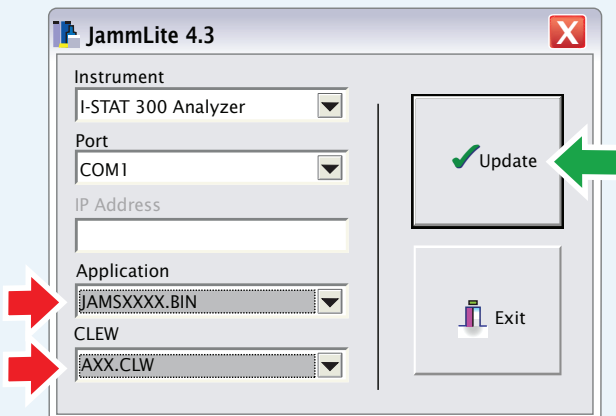 JammLite 4.3
Instrument
I-STAT 300 Analyzer
Port
COM1
IP Address
Application
JAMSXXXX.BIN
CLEW
AXX.CLW
Update
Exit